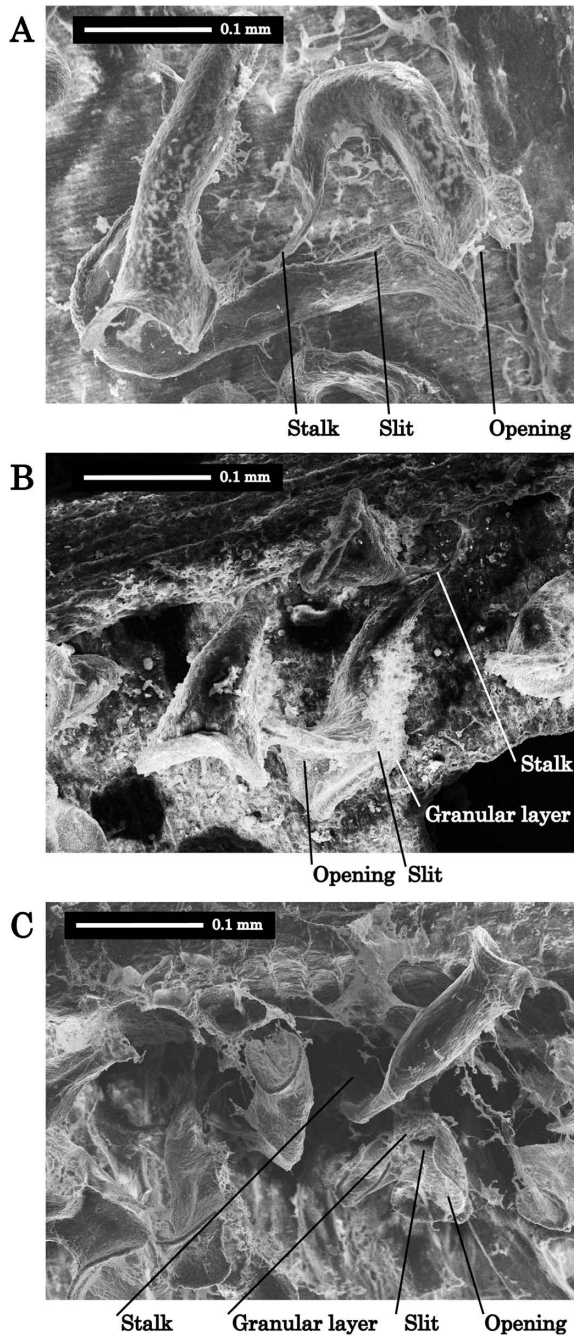 A
0.1 mm
Stalk Slit Opening
B
0.1 mm
Stalk
Granular layer
Opening Slit
C
0.1 mm
Stalk Granular layer Slit Opening